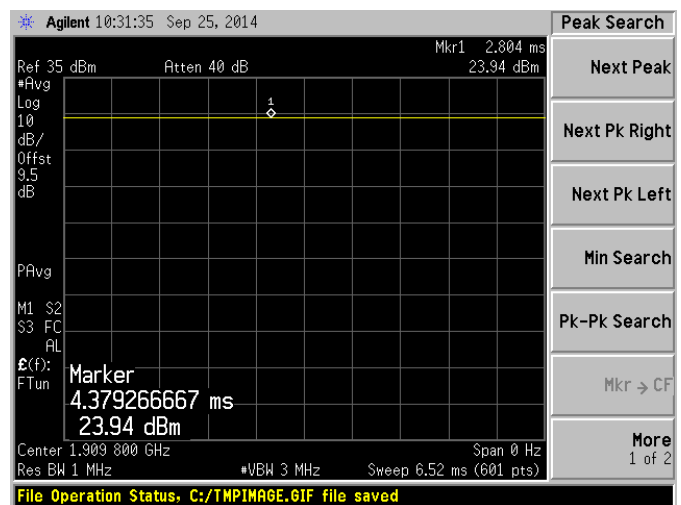 Agilent 10:31:35 Sep 25, 2014
Peak Search
Mkr1 2.804 ms
Ref 35 dBm Atten 40 dB 23.94 dBm
#Avg
Log
10
dB/
Offst
9.5
dB
1
PAvg
M1 S2
S3 FC
AL
£(f):
FTun
Marker
4.379266667 ms
23.94 dBm
Center 1.909 800 GHz Span 0 Hz
Res BW 1 MHz #VBW 3 MHz Sweep 6.52 ms (601 pts)
File Operation Status, C:/TMPIMAGE.GIF file saved
Next Peak
Next Pk Right
Next Pk Left
Min Search
Pk-Pk Search
Mkr → CF
More
1 of 2